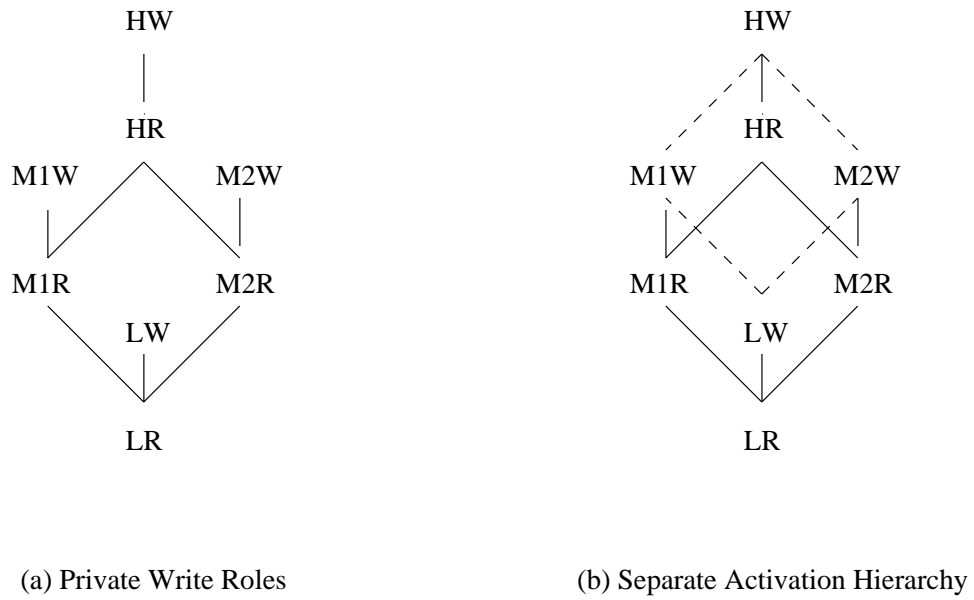 HW
HR
M1W
M2W
M1R
M2R
LW
LR
(a) Private Write Roles
HW
HR
M1W
M2W
M1R
M2R
LW
LR
(b) Separate Activation Hierarchy